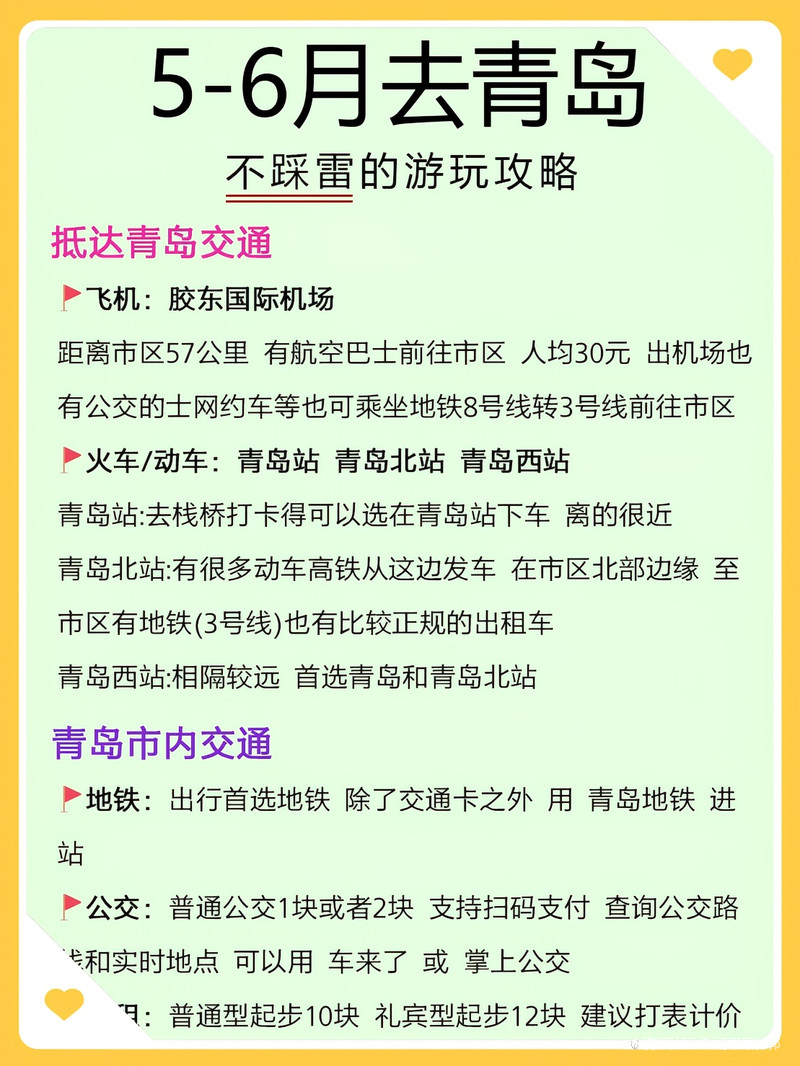 5-6月去青岛
不踩雷的游玩攻略
抵达青岛交通
飞机：胶东国际机场
距离市区57公里 有航空巴士前往市区 人均30元 出机场也
有公交的士网约车等也可乘坐地铁8号线转3号线前往市区
火车/动车：青岛站 青岛北站 青岛西站
青岛站:去栈桥打卡得可以选在青岛站下车 离的很近
青岛北站:有很多动车高铁从这边发车 在市区北部边缘 至
市区有地铁(3号线)也有比较正规的出租车
青岛西站:相隔较远 首选青岛和青岛北站
青岛市内交通
地铁：出行首选地铁 除了交通卡之外 用 青岛地铁 进
站
公交：普通公交1块或者2块 支持扫码支付 查询公交路
线和实时地点 可以用 车来了 或 掌上公交
租：普通型起步10块 礼宾型起步12块 建议打表计价